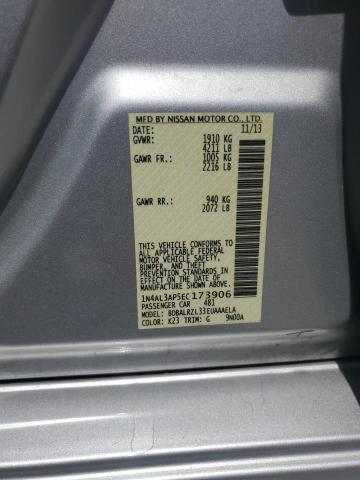 MFD BY NISSAN MOTOR CO., LTD.
DATE: 11/13
GVWR: 1910 KG
4211 LB
GAWR FR: 1005 KG
2216 LB
GAWR RR: 940 KG
2072 LB
THIS VEHICLE CONFORMS TO
ALL APPLICABLE FEDERAL
MOTOR VEHICLE SAFETY,
BUMPER, AND THEFT
PREVENTION STANDARDS
IN EFFECT ON THE DATE OF
MANUFACTURE SHOWN ABOVE.
1N4AL3AP5EC173906
PASSENGER CAR 481
MODEL: BDBALRZL33EUAAAELA
COLOR: K23 TRIM: G 9N00A